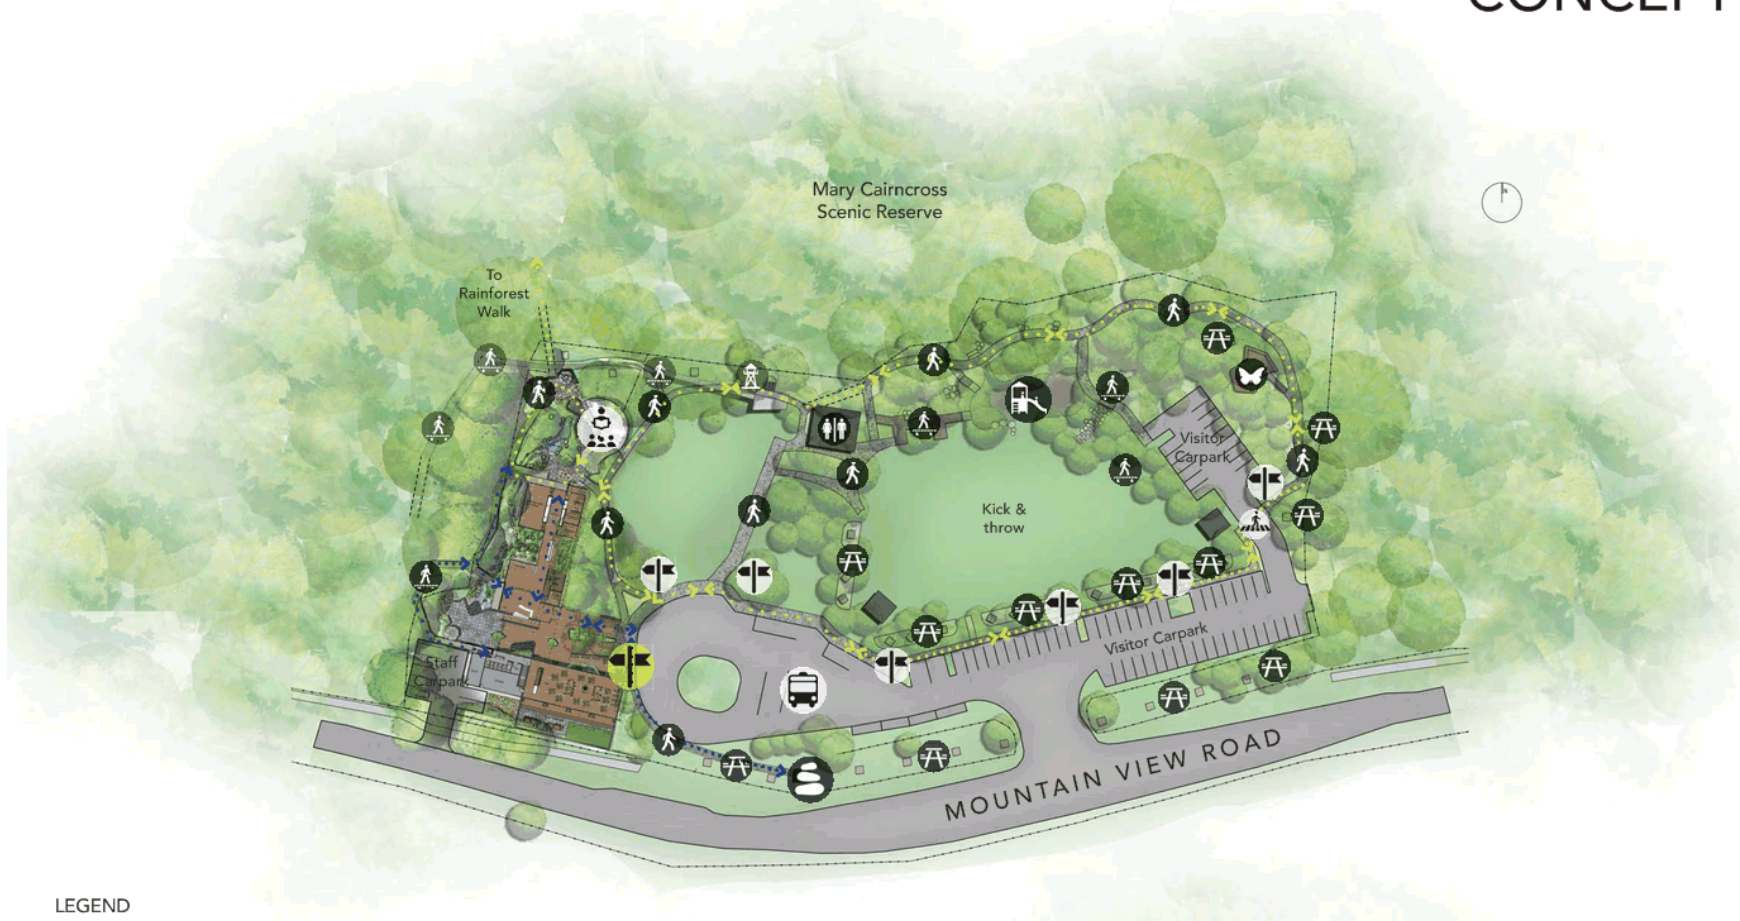 CONCEPT
Mary Cairncross
Scenic Reserve
To
Rainforest
Walk
Visitor
Carpark
Kick &
throw
Visitor Carpark
Staff
Carpark
MOUNTAIN VIEW ROAD
LEGEND